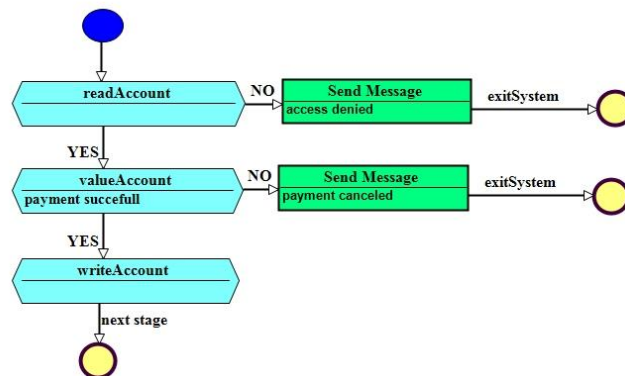 readAccount
NO
Send Message
access denied
exitSystem
YES
valueAccount
payment succefull
NO
Send Message
payment canceled
exitSystem
YES
writeAccount
next stage